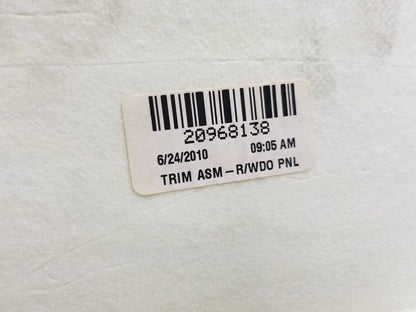 20968138
6/24/2010 09:05 AM
TRIM ASM-R/WDO PNL